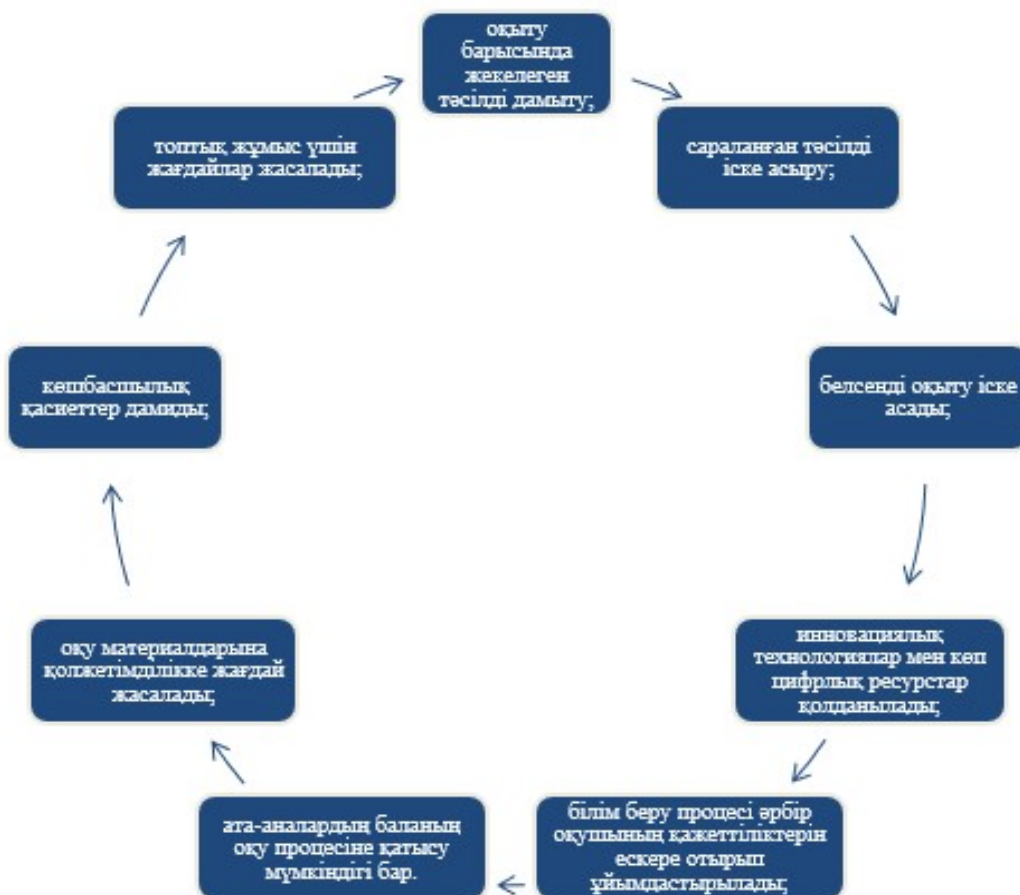 оқыту
барысында
жекелеген
тәсілді дамыту;
сараланған тәсілді
іске асыру;
белсенді оқыту іске
асады;
инновациялық
технологиялар мен көп
цифрлық ресурстар
қолданылады;
білім беру процесі әрбір
оқушының қажеттіліктерін
ескере отырып
ұйымдастырылады;
ата-аналардың баланың
оқу процесіне қатысу
мүмкіндігі бар.
оқу материалдарына
қолжетімділікке жағдай
жасалады;
көшбасшылық
қасиеттер дамиды;
топтық жұмыс үшін
жағдайлар жасалады;